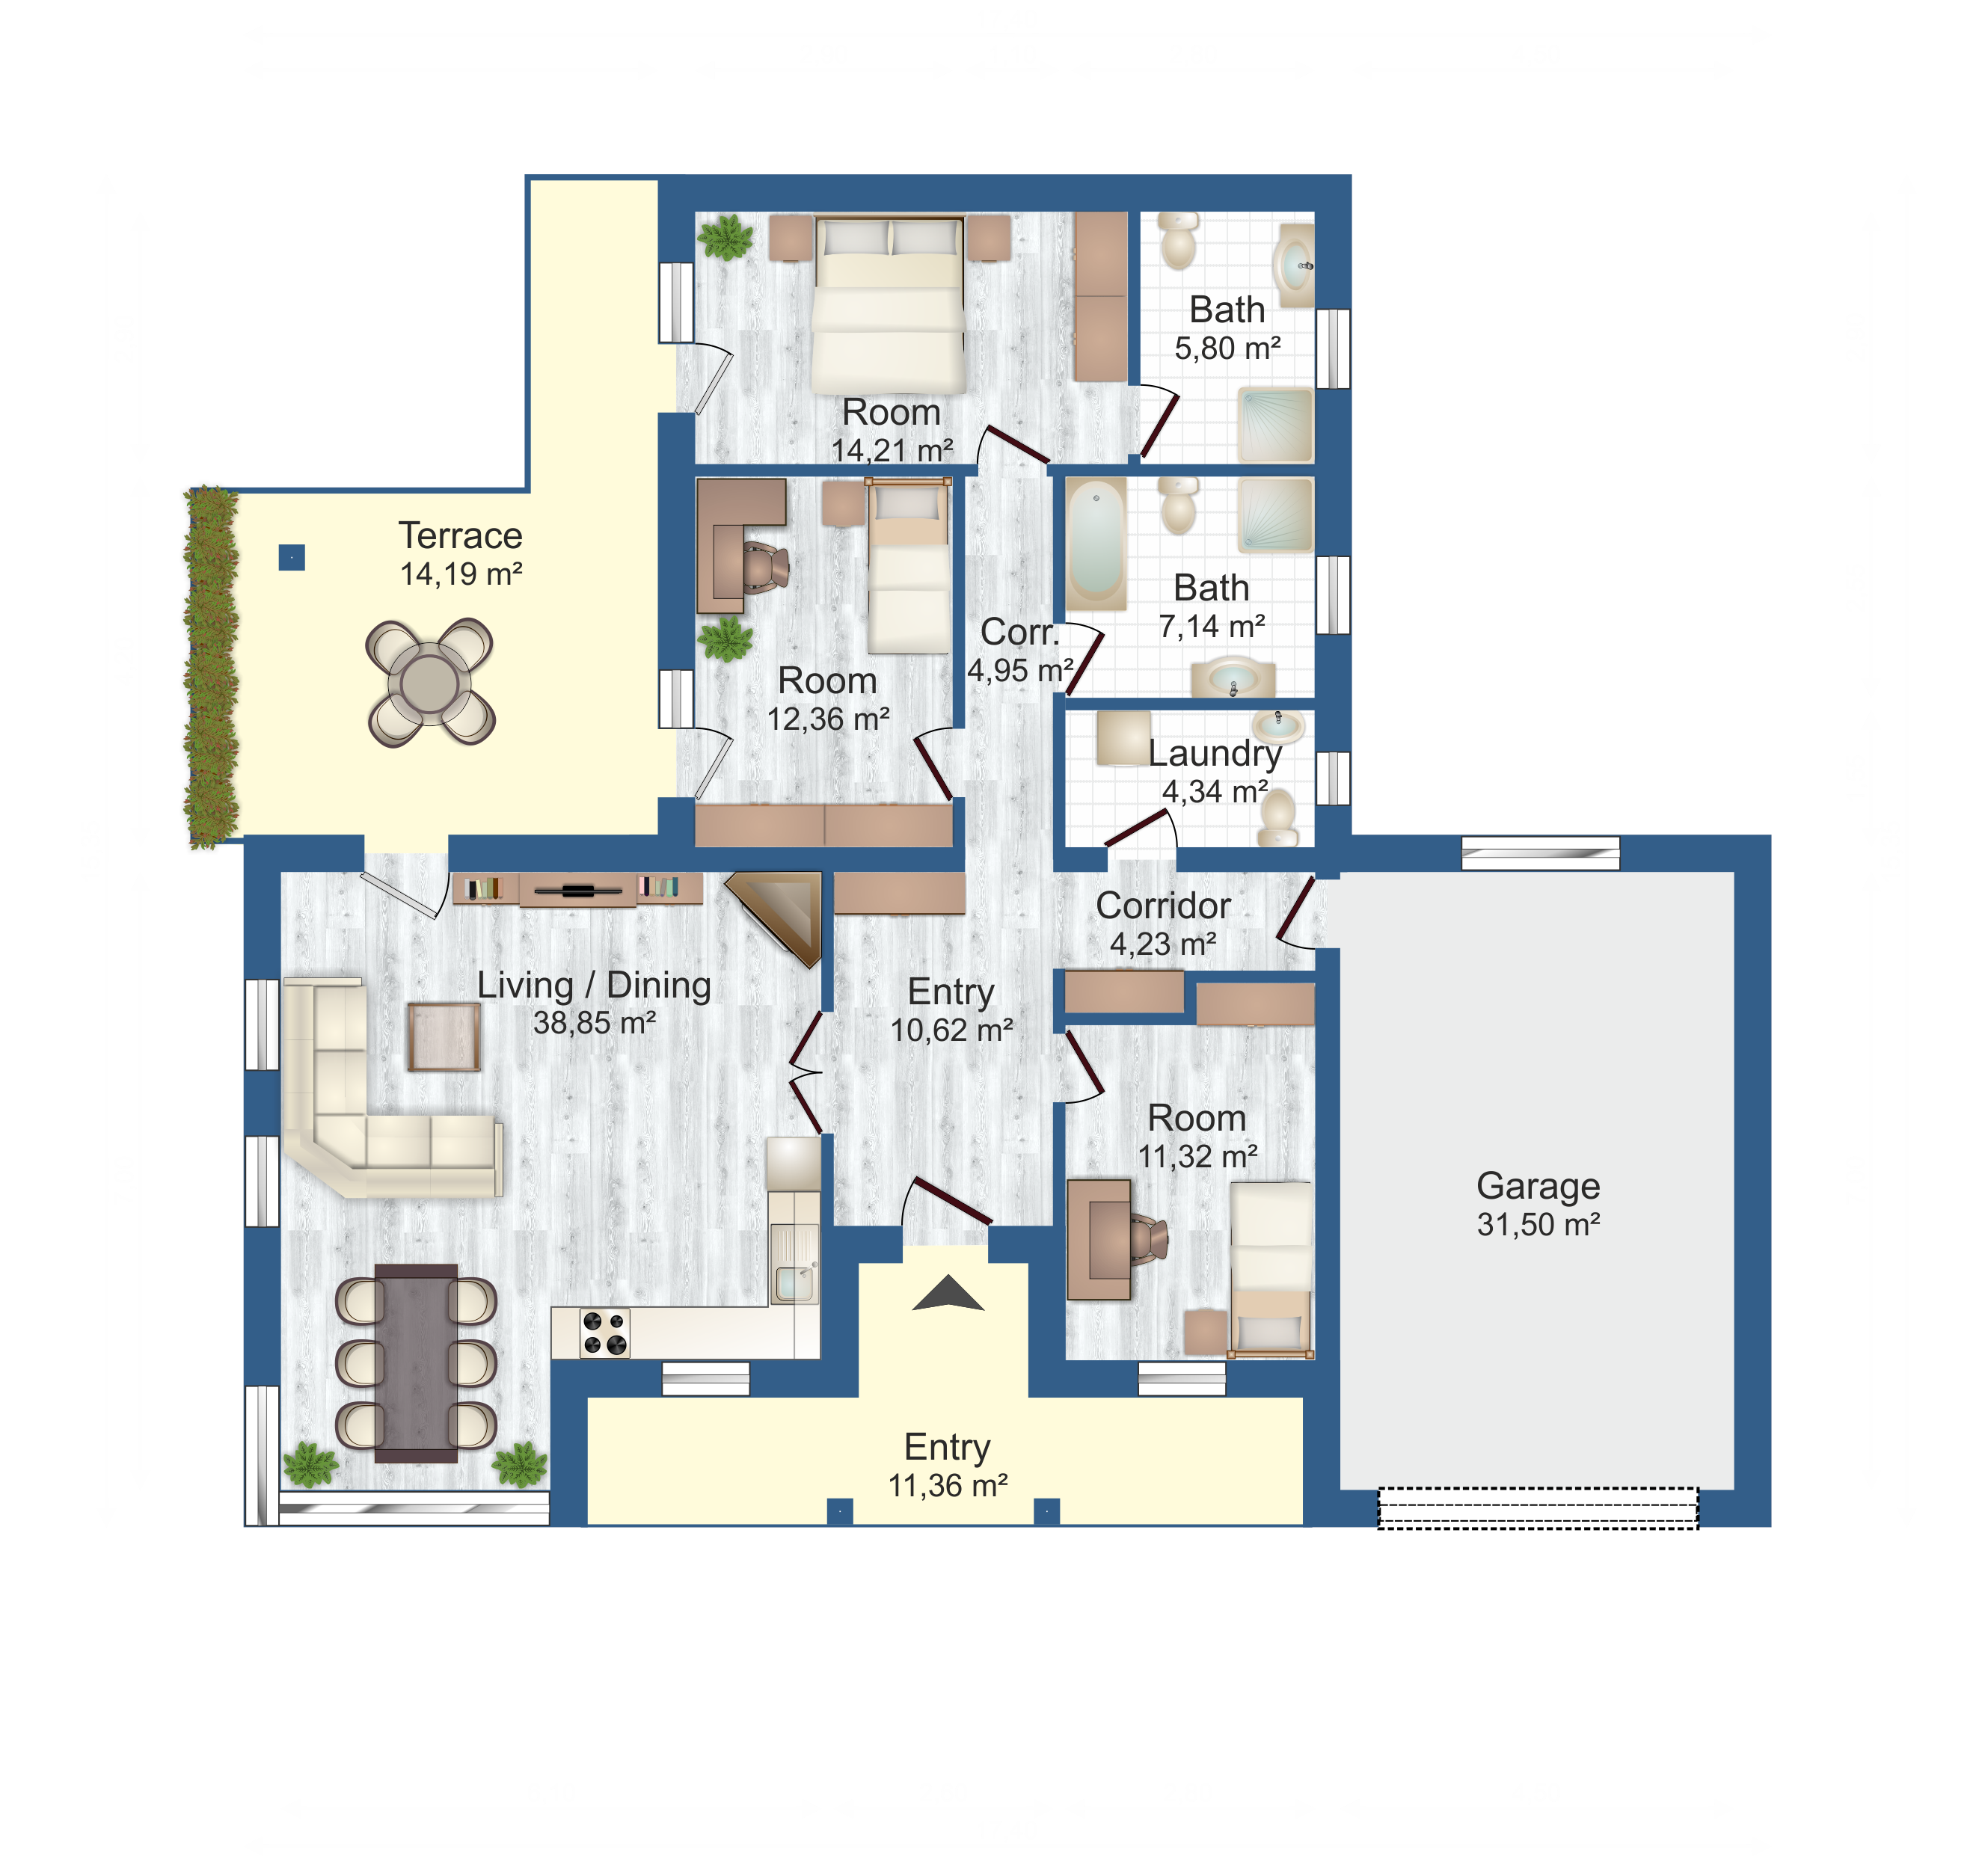 Bath
5,80 m²
Room
14,21 m²
Terrace
14,19 m²
Bath
7,14 m²
Corr.
4,95 m²
Room
12,36 m²
Laundry
4,34 m²
Corridor
4,23 m²
Living / Dining
38,85 m²
Entry
10,62 m²
Room
11,32 m²
Garage
31,50 m²
Entry
11,36 m²